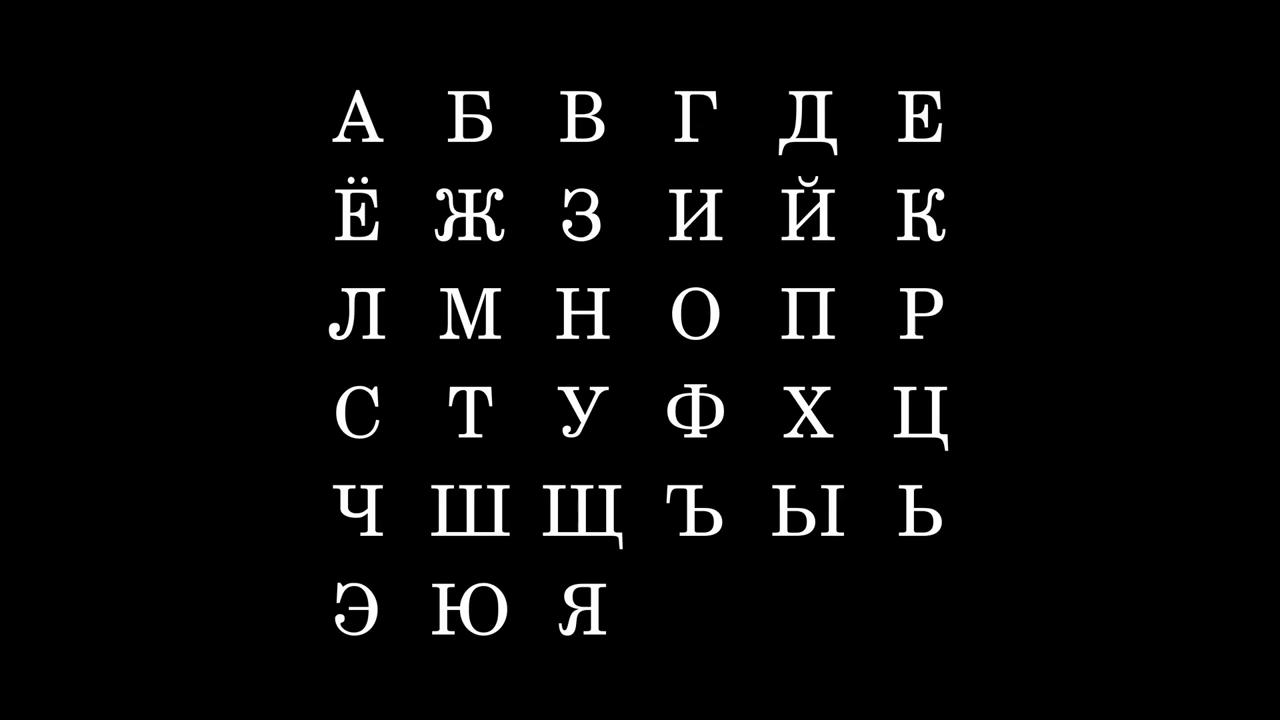 А Б В Г Д Е
Ё Ж З И Й К
Л М Н О П Р
С Т У Ф Х Ц
Ч Ш Щ Ъ Ы Ь
Э Ю Я